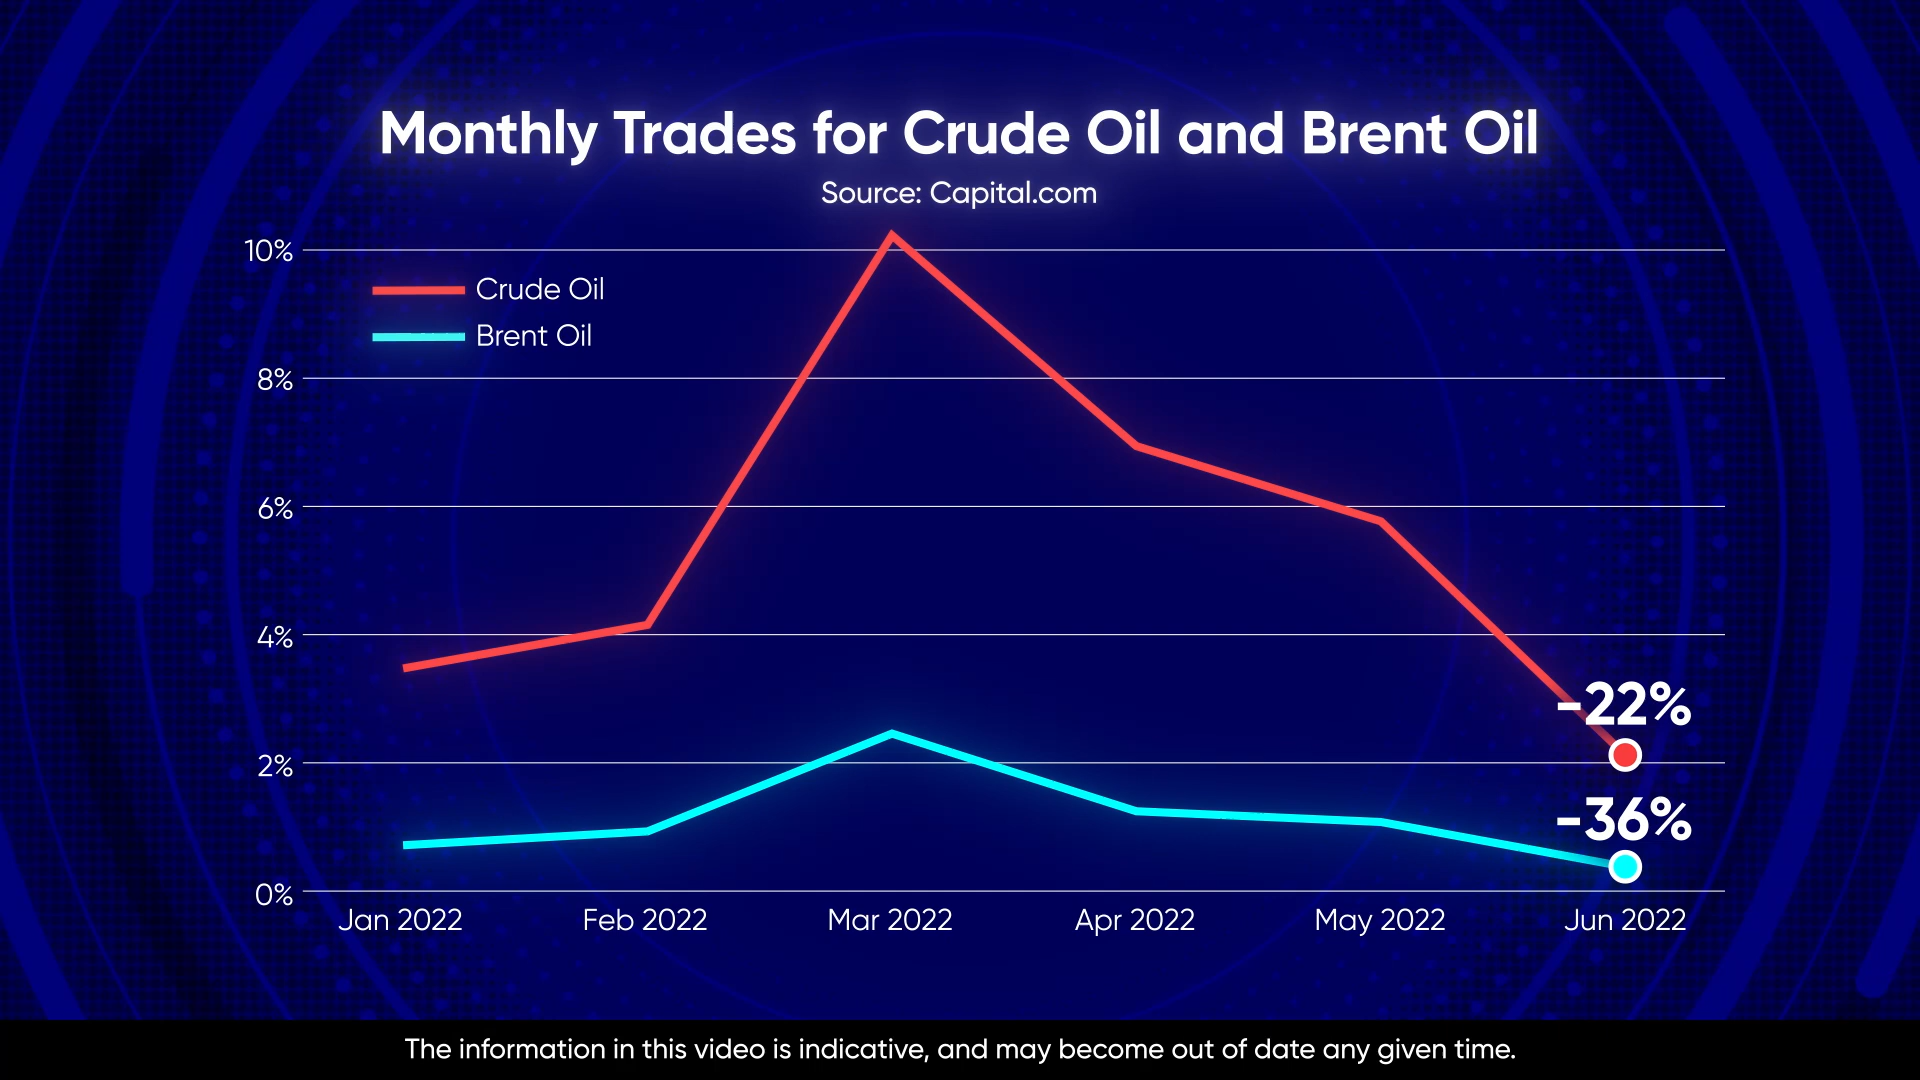 Monthly Trades for Crude Oil and Brent Oil
Source: Capital.com
10%
Crude Oil
Brent Oil
8%
6%
4%
-22%
2%
-36%
0%
Jan 2022 Feb 2022 Mar 2022 Apr 2022 May 2022 Jun 2022
The information in this video is indicative, and may become out of date any given time.